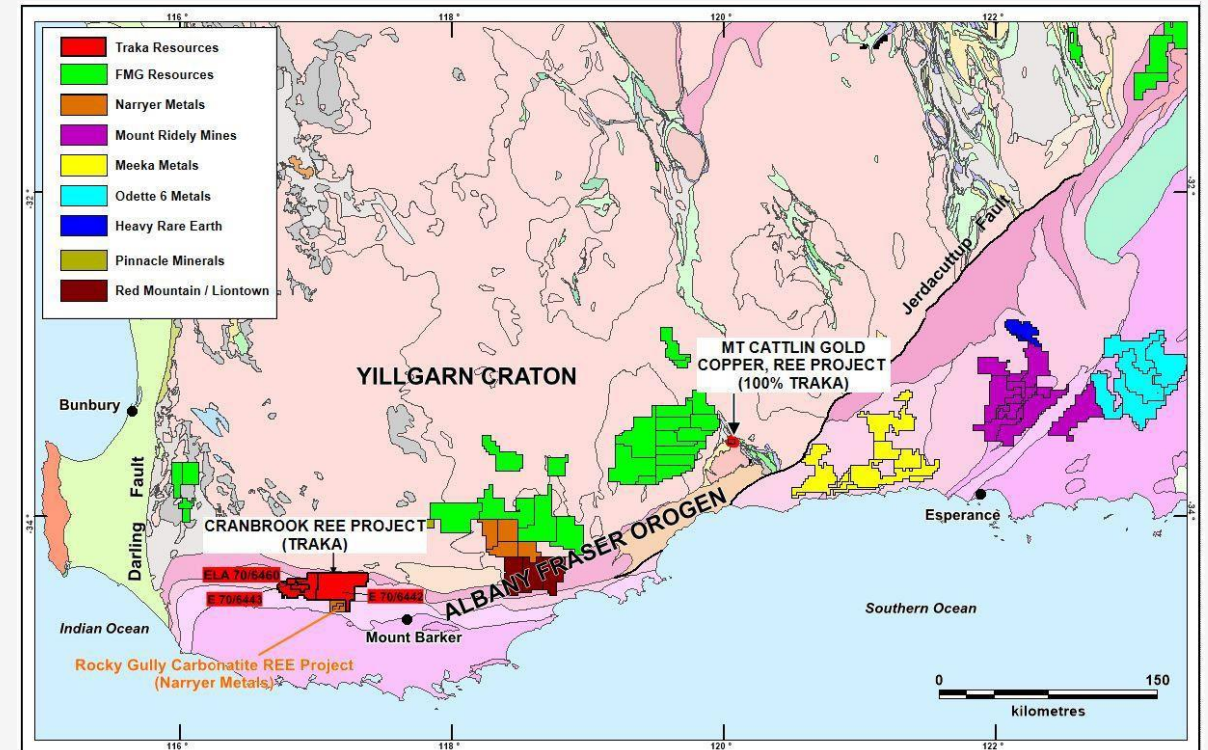 116 °
118 °
120 °
122 °
Traka Resources
FMG Resources
Narryer Metals
Mount Ridely Mines
Meeka Metals
Odette 6 Metals
Heavy Rare Earth
Pinnacle Minerals
Red Mountain / Liontown
-32 °
-32 °
Jerdacuttup Fault
MT CATTLIN GOLD
COPPER, REE PROJECT
(100% TRAKA)
YILLGARN CRATON
Bunbury
Darling Fault
CRANBROOK REE PROJECT
(TRAKA)
-34 °
-34 °
Esperance
ALBANY FRASER OROGEN
ELA 70/6460
E 70/6443
E 70/6442
Mount Barker
Indian Ocean
Southern Ocean
Rocky Gully Carbonatite REE Project
(Narryer Metals)
0
150
kilometres
116 °
118 °
120 °
122 °